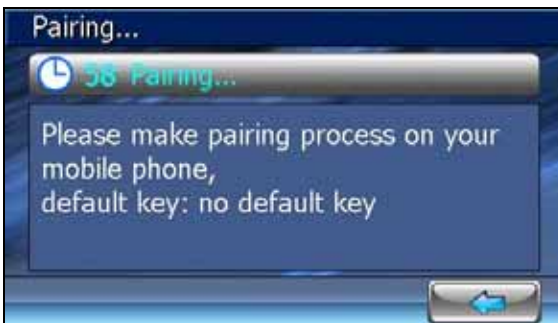 Pairing...
58 Pairing...
Please make pairing process on your
mobile phone,
default key: no default key